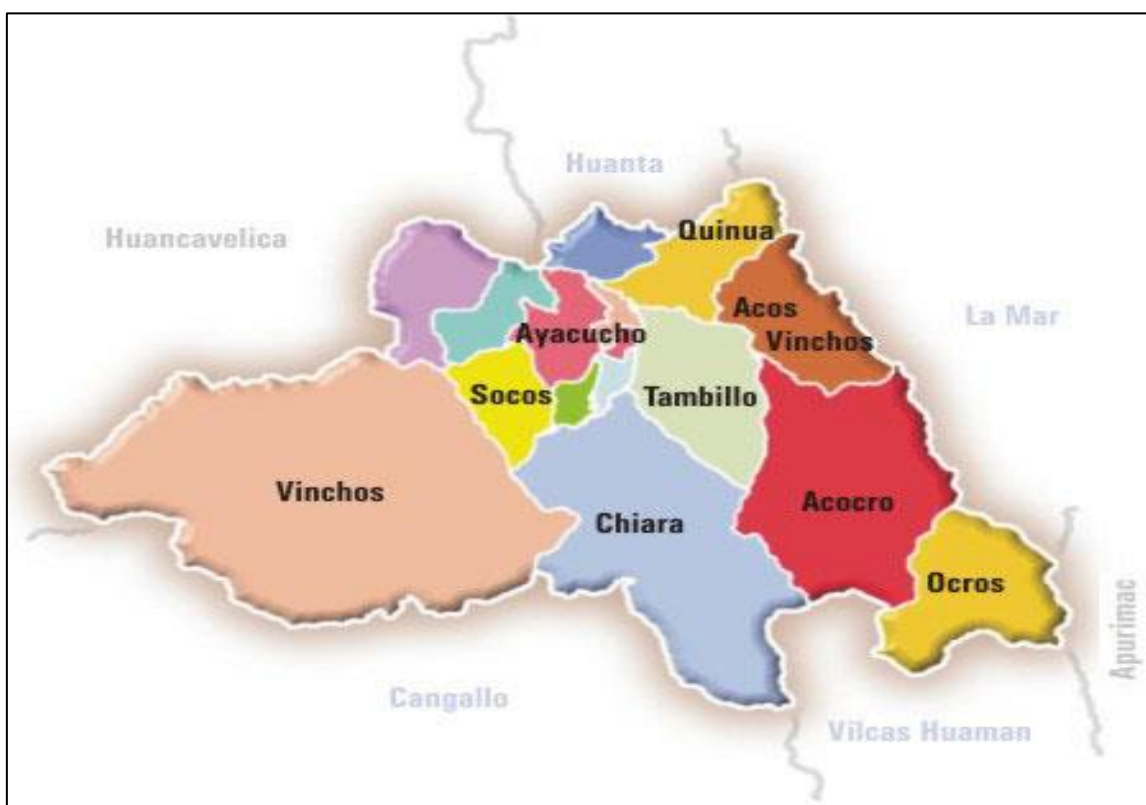 Huanta
Quinua
Huancavelica
Acos
Vinchos
La Mar
Ayacucho
Socos
Tambillo
Vinchos
Acocro
Chiara
Ocros
Apurimac
Cangallo
Vilcas Huaman